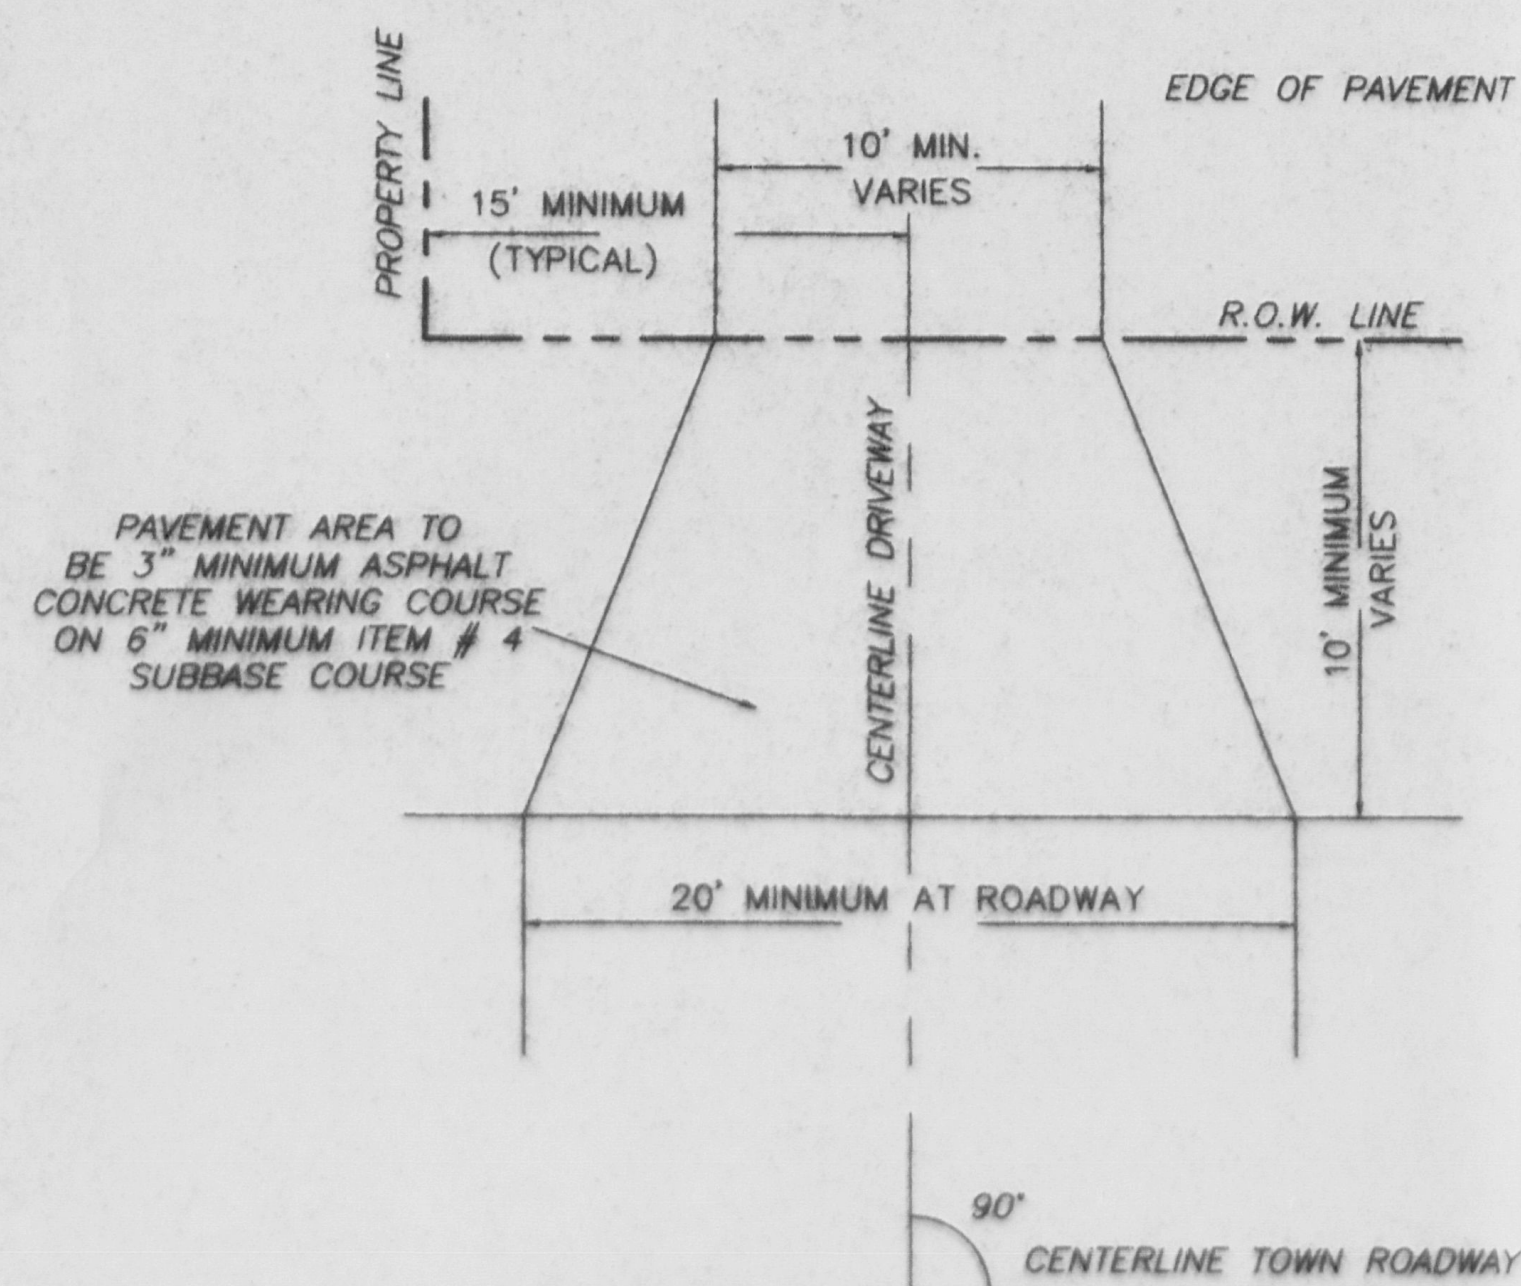 PROPERTY LINE
EDGE OF PAVEMENT
10' MIN.
VARIES
15' MINIMUM
(TYPICAL)
R.O.W. LINE
CENTERLINE DRIVEWAY
10' MINIMUM
VARIES
PAVEMENT AREA TO
BE 3" MINIMUM ASPHALT
CONCRETE WEARING COURSE
ON 6" MINIMUM ITEM # 4
SUBBASE COURSE
20' MINIMUM AT ROADWAY
90°
CENTERLINE TOWN ROADWAY